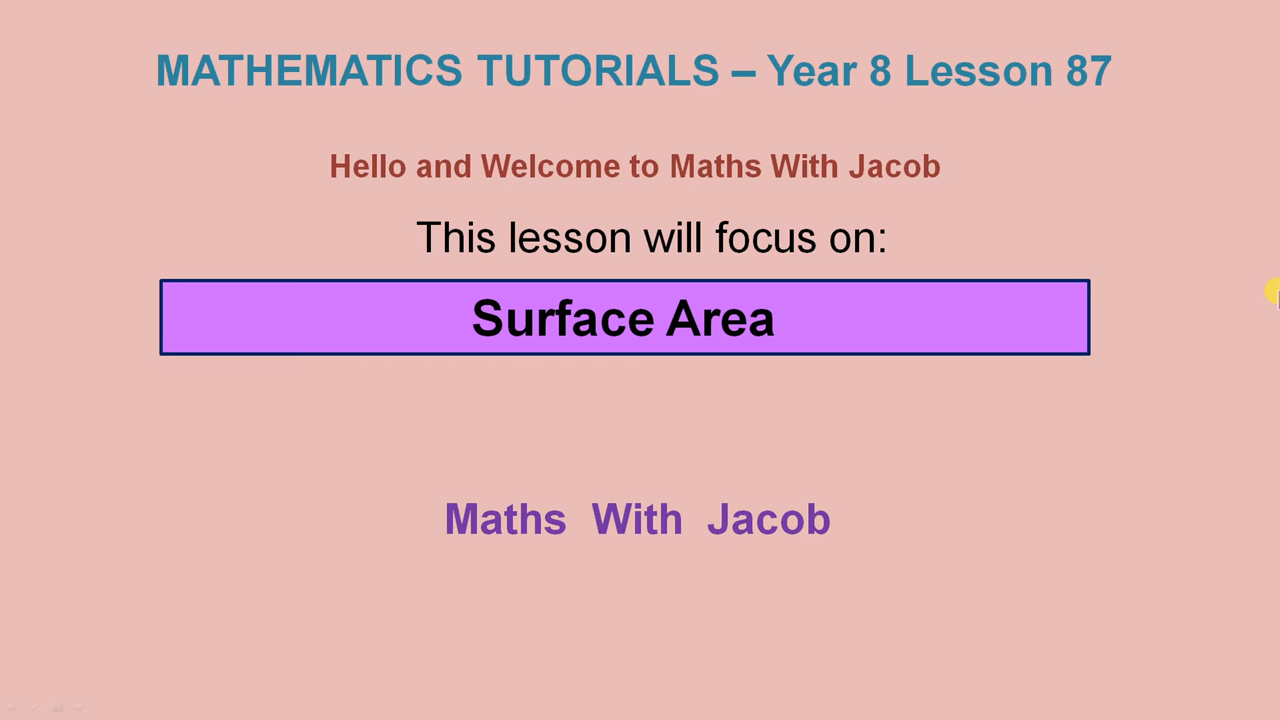 MATHEMATICS TUTORIALS – Year 8 Lesson 87
Hello and Welcome to Maths With Jacob
This lesson will focus on:
Surface Area
Maths With Jacob